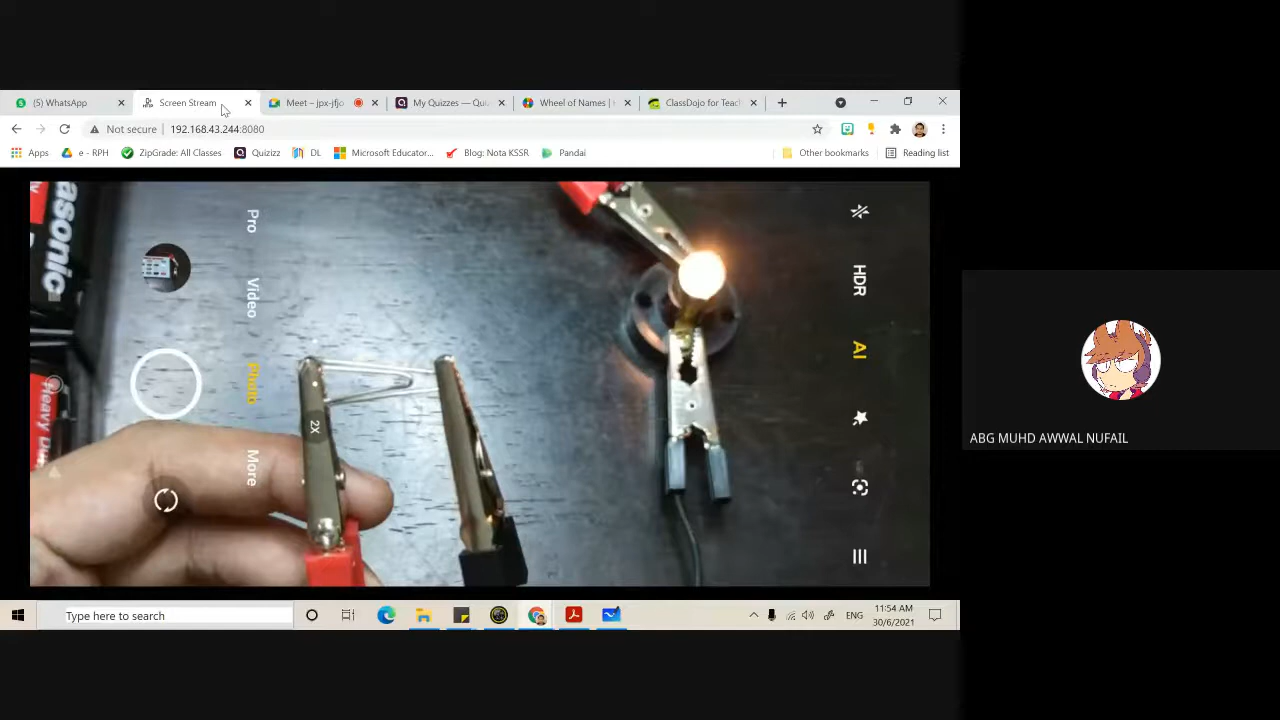 (5) WhatsApp
Screen Stream
Meet – jpx-jfjo
My Quizzes — Qui
Wheel of Names |
ClassDojo for Teac
Not secure | 192.168.43.244:8080
Apps
e - RPH
ZipGrade: All Classes
Quizizz
DL
Microsoft Educator...
Blog: Nota KSSR
Pandai
Other bookmarks
Reading list
asonic
Heavy Du
Pro
Video
Photo
More
2X
HDR
AI
ABG MUHD AWWAL NUFAIL
Type here to search
ENG
11:54 AM
30/6/2021